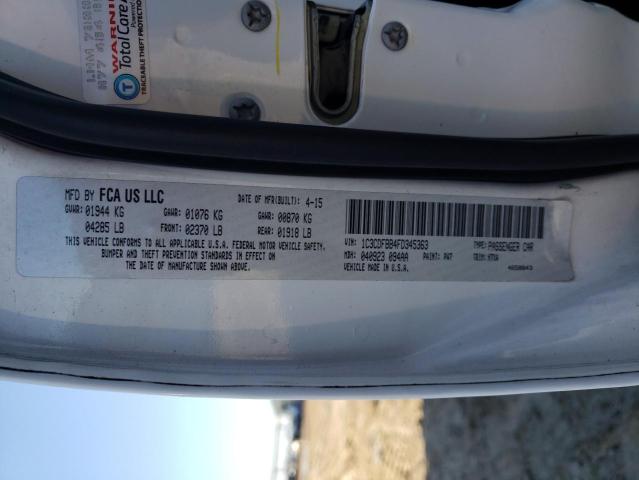 WARNING
TotalCare
TRACEABLE THEFT PROTECTION
MFD BY FCA US LLC
DATE OF MFR(BUILT): 4-15
GVWR: 01944 KG
GAWR: 01076 KG
GAWR: 00870 KG
04285 LB
FRONT: 02370 LB
REAR: 01918 LB
THIS VEHICLE CONFORMS TO ALL APPLICABLE U.S.A. FEDERAL MOTOR VEHICLE SAFETY,
BUMPER AND THEFT PREVENTION STANDARDS IN EFFECT ON
THE DATE OF MANUFACTURE SHOWN ABOVE.
VIN: 1C3CDFBB4FD345363
TYPE: PASSENGER CAR
MDH: 040923 094AA
PAINT: PW7
VEHICLE MADE IN U.S.A.